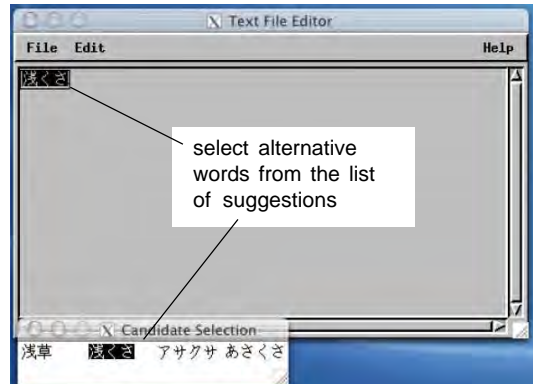 Text File Editor
File Edit Help
浅くさ
select alternative
words from the list
of suggestions
Candidate Selection
浅草 浅くさ アサクサ あさくさ